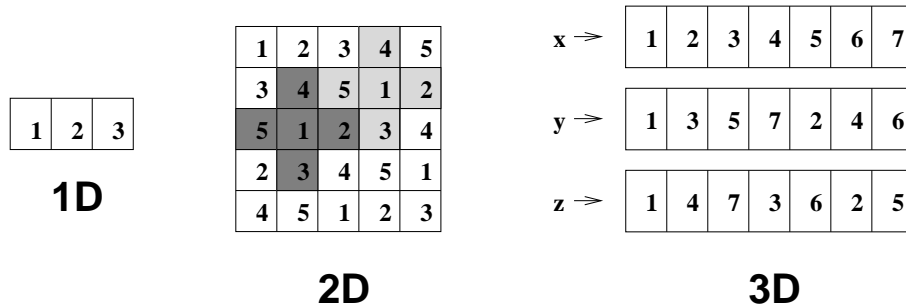 1 2 3
1D
1 2 3 4 5
3 4 5 1 2
5 1 2 3 4
2 3 4 5 1
4 5 1 2 3
2D
x 1 2 3 4 5 6 7
y 1 3 5 7 2 4 6
z 1 4 7 3 6 2 5
3D